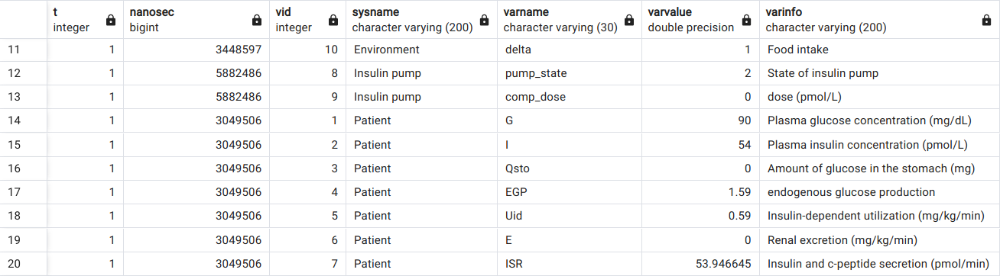 t nanosec vid sysname varname varvalue varinfo
integer bigint integer character varying (200) character varying (30) double precision character varying (200)
11 1 3448597 10 Environment delta 1 Food intake
12 1 5882486 8 Insulin pump pump_state 2 State of insulin pump
13 1 5882486 9 Insulin pump comp_dose 0 dose (pmol/L)
14 1 3049506 1 Patient G 90 Plasma glucose concentration (mg/dL)
15 1 3049506 2 Patient I 54 Plasma insulin concentration (pmol/L)
16 1 3049506 3 Patient Qsto 0 Amount of glucose in the stomach (mg)
17 1 3049506 4 Patient EGP 1.59 endogenous glucose production
18 1 3049506 5 Patient Uid 0.59 Insulin-dependent utilization (mg/kg/min)
19 1 3049506 6 Patient E 0 Renal excretion (mg/kg/min)
20 1 3049506 7 Patient ISR 53.946645 Insulin and c-peptide secretion (pmol/min)